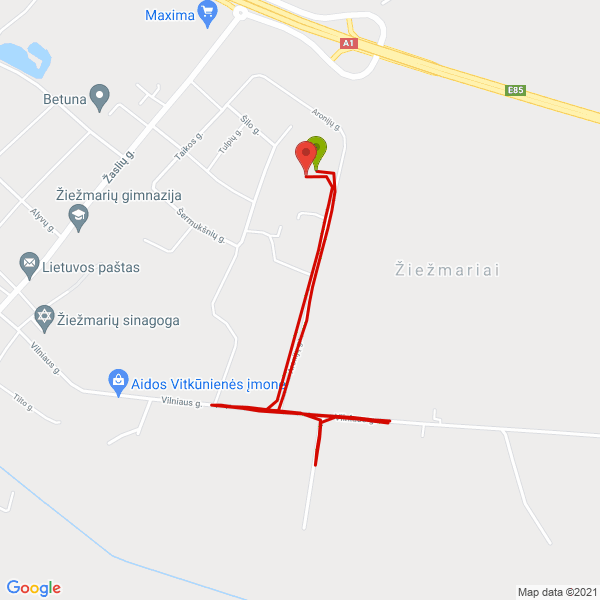 Maxima
A1
E85
Betuna
Aronijų g.
Šilo g.
Tulpių g.
Taikos g.
Žaslių g.
Žiežmarių gimnazija
Alyvų g.
Šermukšnių g.
Lietuvos paštas
Žiežmariai
Žiežmarių sinagoga
Vilniaus g.
Aidos Vitkūnienės įmonė
Tilto g.
Vilniaus g.
Vilniaus g.
Google
Map data ©2021